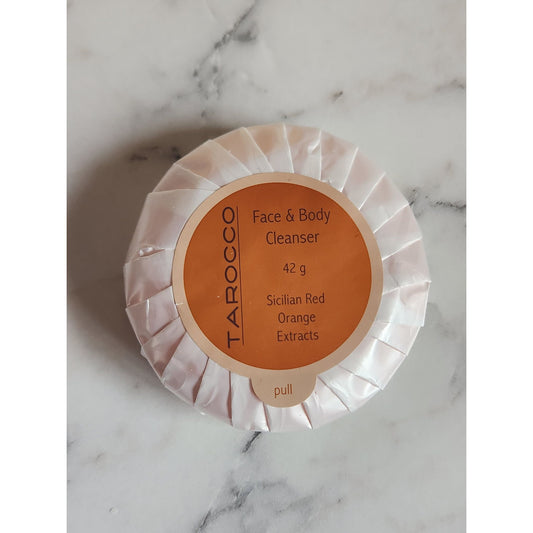 TAROCCO
Face & Body
Cleanser
42 g
Sicilian Red
Orange
Extracts
pull